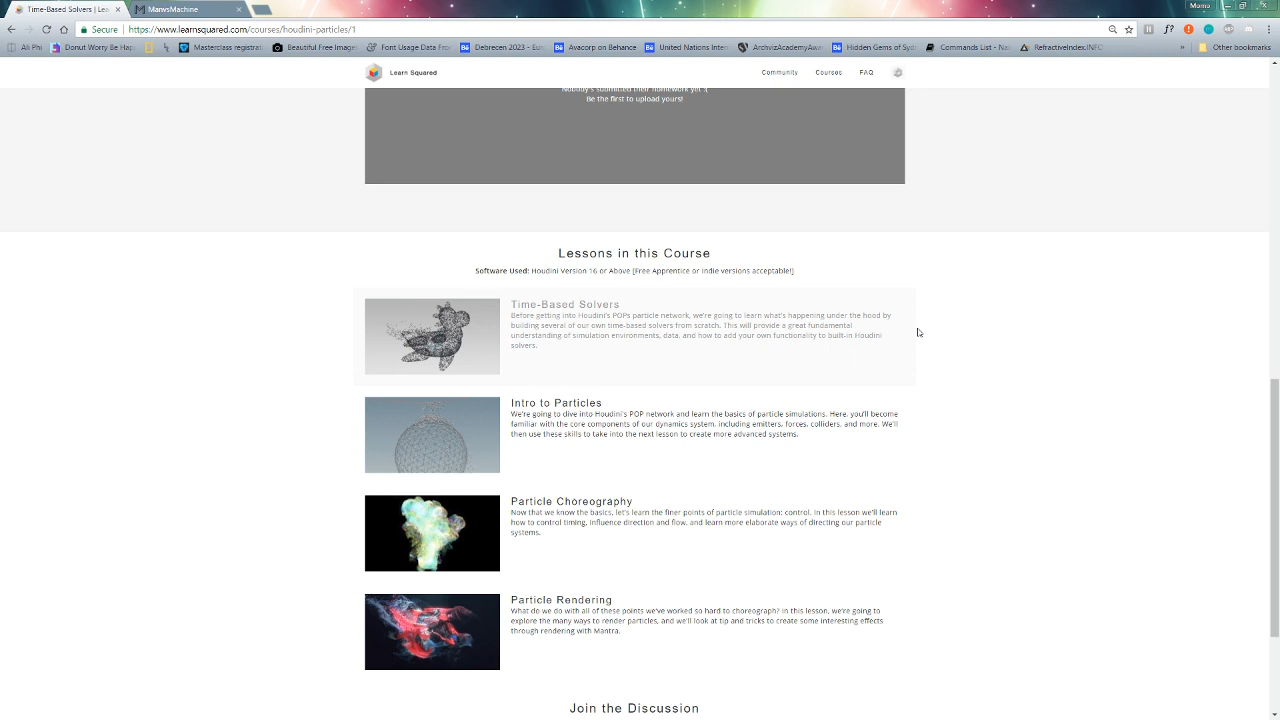 Time-Based Solvers | Lea
ManvsMachine
Momo
Secure
https://www.learnsquared.com/courses/houdini-particles/1
Ali Phi
Donut Worry Be Hap
Masterclass registrat
Beautiful Free Images
Font Usage Data Fro
Debrecen 2023 - Eur
Avacorp on Behance
United Nations Inter
ArchvizAcademyAwa
Hidden Gems of Syd
Commands List - Na
RefractiveIndex.INFO
»
Other bookmarks
Learn Squared
Community
Courses
FAQ
Nobody's submitted their homework yet :(
Be the first to upload yours!
Lessons in this Course
Software Used: Houdini Version 16 or Above [Free Apprentice or Indie versions acceptable!]
Time-Based Solvers
Before getting into Houdini's POPs particle network, we're going to learn what's happening under the hood by
building several of our own time-based solvers from scratch. This will provide a great fundamental
understanding of simulation environments, data, and how to add your own functionality to built-in Houdini
solvers.
Intro to Particles
We're going to dive into Houdini's POP network and learn the basics of particle simulations. Here, you'll become
familiar with the core components of our dynamics system, including emitters, forces, colliders, and more. We'll
then use these skills to take into the next lesson to create more advanced systems.
Particle Choreography
Now that we know the basics, let's learn the finer points of particle simulation: control. In this lesson we'll learn
how to control timing, influence direction and flow, and learn more elaborate ways of directing our particle
systems.
Particle Rendering
What do we do with all of these points we've worked so hard to choreograph? In this lesson, we're going to
explore the many ways to render particles, and we'll look at tip and tricks to create some interesting effects
through rendering with Mantra.
Join the Discussion